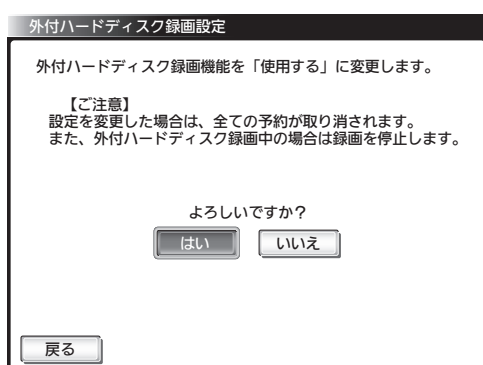 外付ハードディスク録画設定
外付ハードディスク録画機能を「使用する」に変更します。
【ご注意】
設定を変更した場合は、全ての予約が取り消されます。
また、外付ハードディスク録画中の場合は録画を停止します。
よろしいですか？
はい いいえ
戻る